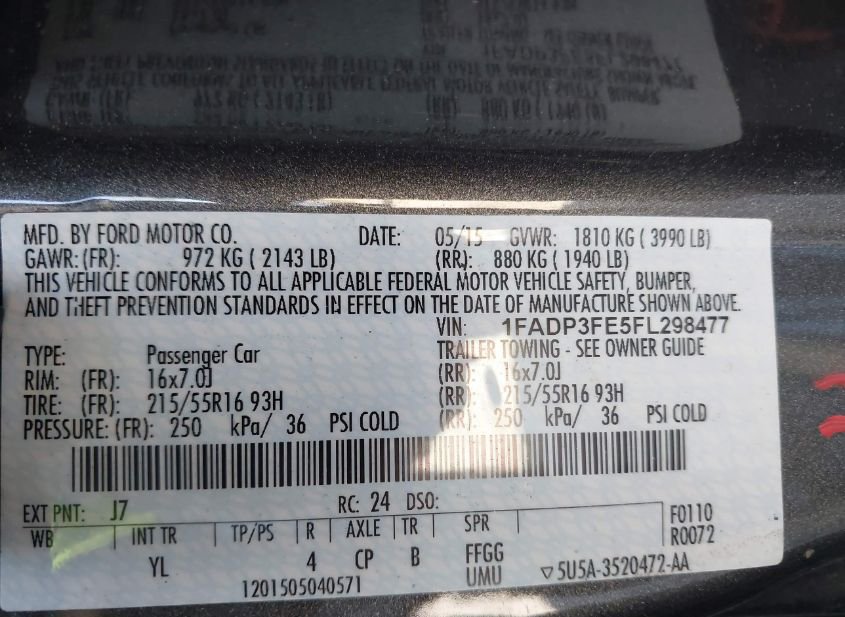 MFD. BY FORD MOTOR CO. DATE: 05/15 GVWR: 1810 KG ( 3990 LB)
GAWR: (FR): 972 KG ( 2143 LB) (RR): 880 KG ( 1940 LB)
THIS VEHICLE CONFORMS TO ALL APPLICABLE FEDERAL MOTOR VEHICLE SAFETY, BUMPER,
AND THEFT PREVENTION STANDARDS IN EFFECT ON THE DATE OF MANUFACTURE SHOWN ABOVE.
VIN: 1FADP3FE5FL298477
TYPE: Passenger Car TRAILER TOWING - SEE OWNER GUIDE
RIM: (FR): 16x7.0J (RR): 16x7.0J
TIRE: (FR): 215/55R16 93H (RR): 215/55R16 93H
PRESSURE: (FR): 250 kPa/ 36 PSI COLD (RR): 250 kPa/ 36 PSI COLD
EXT PNT: J7 RC: 24 DSO: F0110
WB INT TR TP/PS R AXLE TR SPR R0072
YL 4 CP B FFGG
UMU ▽5U5A-3520472-AA
1201505040571